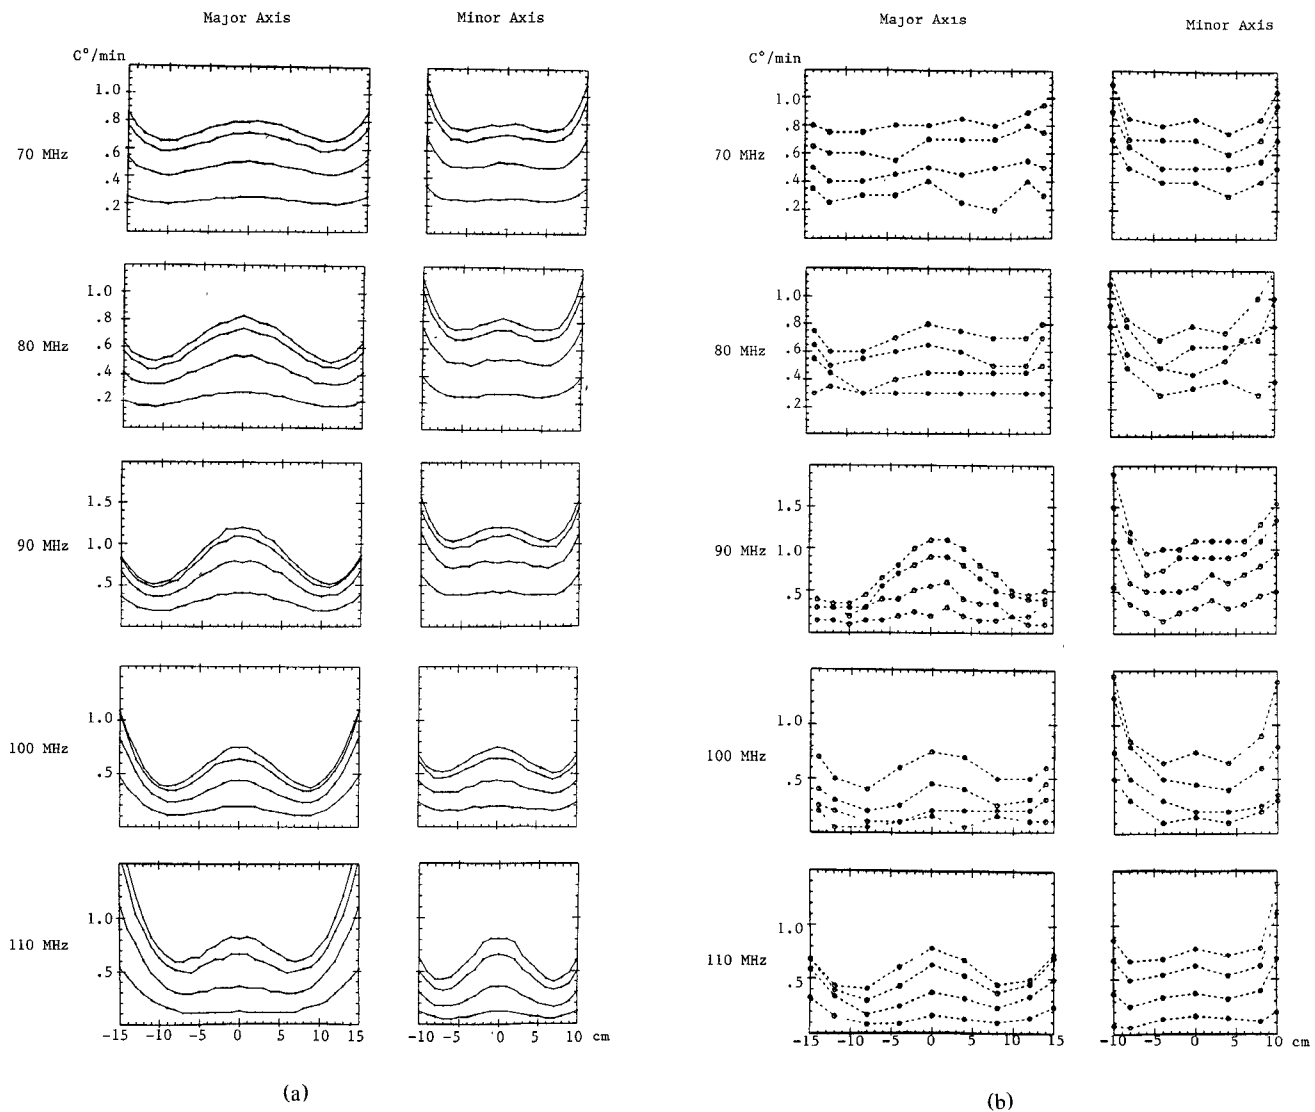 Major Axis
Minor Axis
C°/min
1.0
.8
.6
.4
.2
70 MHz
1.0
.8
.6
.4
.2
80 MHz
1.5
1.0
.5
90 MHz
1.0
.5
100 MHz
1.0
.5
110 MHz
-15 -10 -5 0 5 10 15
-10 -5 0 5 10 cm
(a)
Major Axis
Minor Axis
C°/min
1.0
.8
.6
.4
.2
70 MHz
1.0
.8
.6
.4
.2
80 MHz
1.5
1.0
.5
90 MHz
1.0
.5
100 MHz
1.0
.5
110 MHz
-15 -10 -5 0 5 10 15
-10 -5 0 5 10 cm
(b)